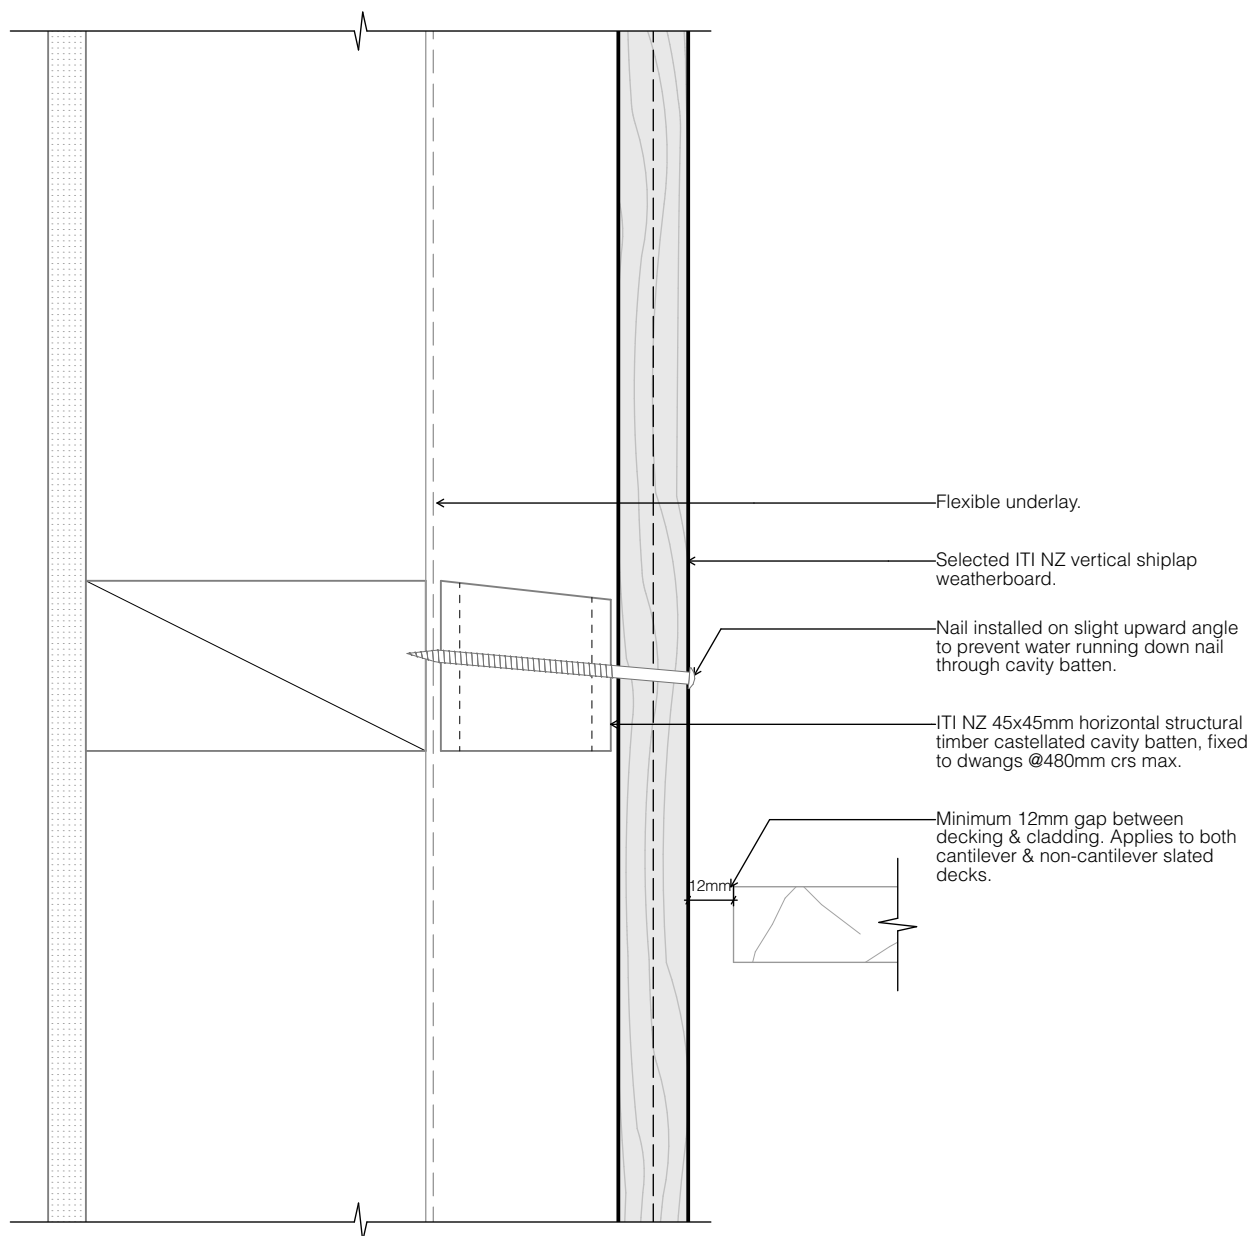 Flexible underlay.
Selected ITI NZ vertical shiplap
weatherboard.
Nail installed on slight upward angle
to prevent water running down nail
through cavity batten.
ITI NZ 45x45mm horizontal structural
timber castellated cavity batten, fixed
to dwangs @480mm crs max.
Minimum 12mm gap between
decking & cladding. Applies to both
cantilever & non-cantilever slated
decks.
12mm